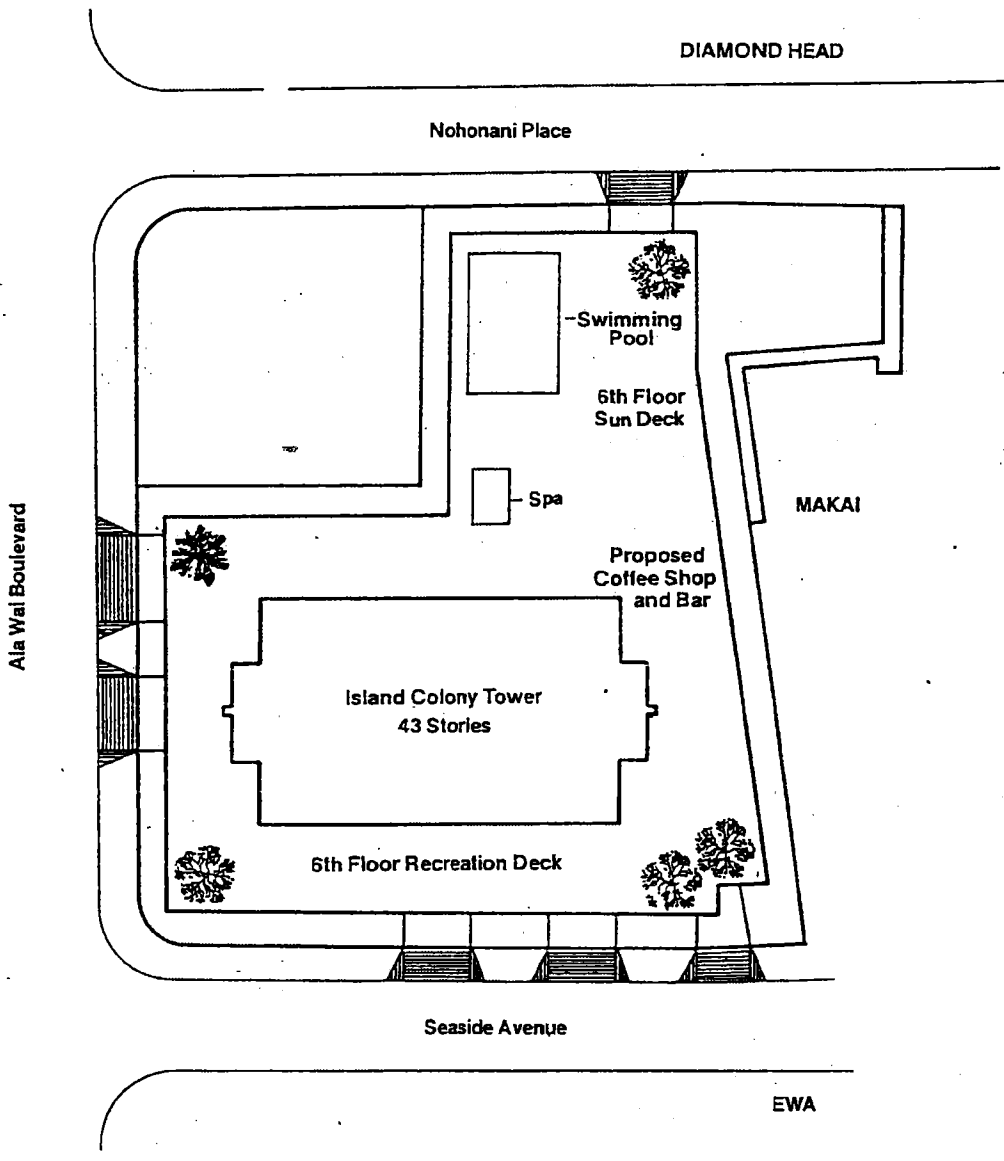 DIAMOND HEAD
Nohonani Place
Swimming
Pool
6th Floor
Sun Deck
Spa
MAKAI
Proposed
Coffee Shop
and Bar
Ala Wai Boulevard
Island Colony Tower
43 Stories
6th Floor Recreation Deck
Seaside Avenue
EWA